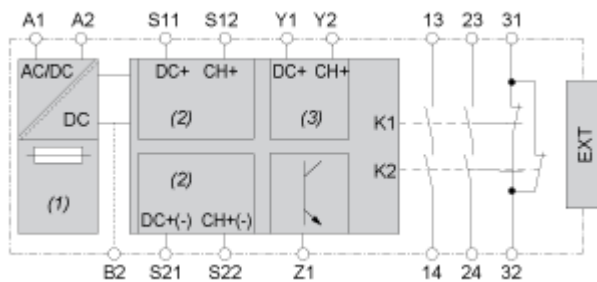 A1 A2 S11 S12 Y1 Y2 13 23 31
AC/DC DC+ CH+ DC+ CH+
DC (2) (3) K1
EXT
(2) K2
(1)
DC+(-) CH+(-)
B2 S21 S22 Z1 14 24 32